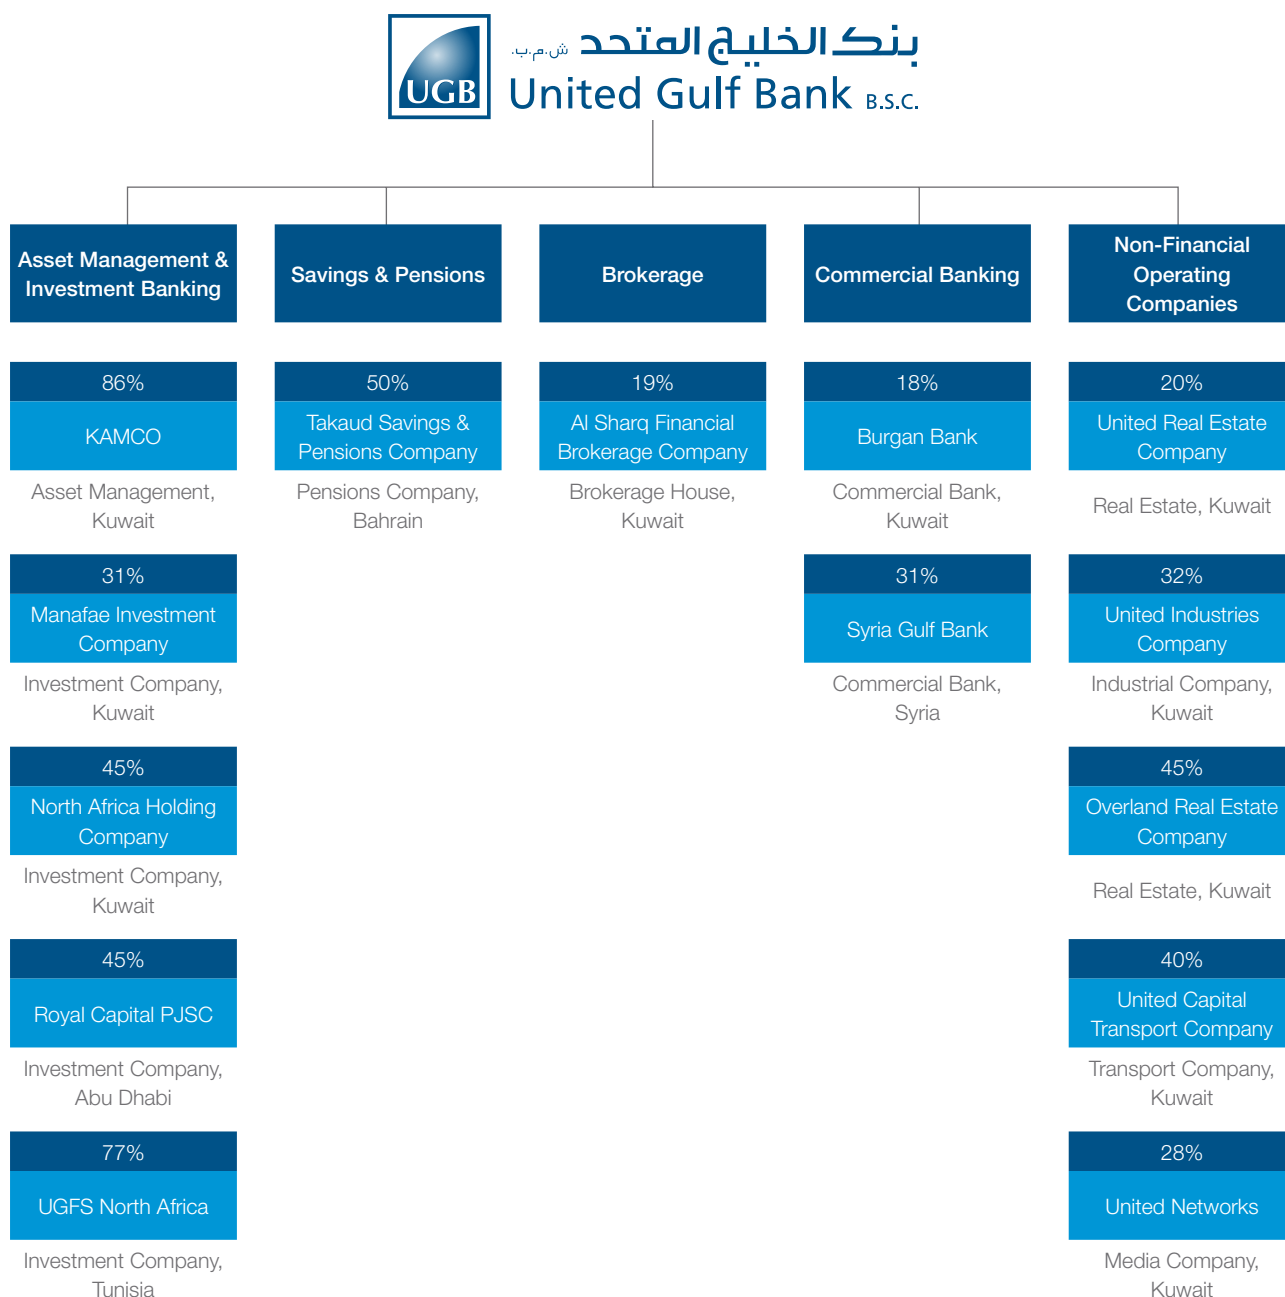 بنك الخليج المتحد ش.م.ب.
UGB
United Gulf Bank B.S.C.
Asset Management &
Investment Banking
Savings & Pensions
Brokerage
Commercial Banking
Non-Financial
Operating
Companies
86%
KAMCO
Asset Management,
Kuwait
50%
Takaud Savings &
Pensions Company
Pensions Company,
Bahrain
19%
Al Sharq Financial
Brokerage Company
Brokerage House,
Kuwait
18%
Burgan Bank
Commercial Bank,
Kuwait
20%
United Real Estate
Company
Real Estate, Kuwait
31%
Manafae Investment
Company
Investment Company,
Kuwait
31%
Syria Gulf Bank
Commercial Bank,
Syria
32%
United Industries
Company
Industrial Company,
Kuwait
45%
North Africa Holding
Company
Investment Company,
Kuwait
45%
Overland Real Estate
Company
Real Estate, Kuwait
45%
Royal Capital PJSC
Investment Company,
Abu Dhabi
40%
United Capital
Transport Company
Transport Company,
Kuwait
77%
UGFS North Africa
Investment Company,
Tunisia
28%
United Networks
Media Company,
Kuwait